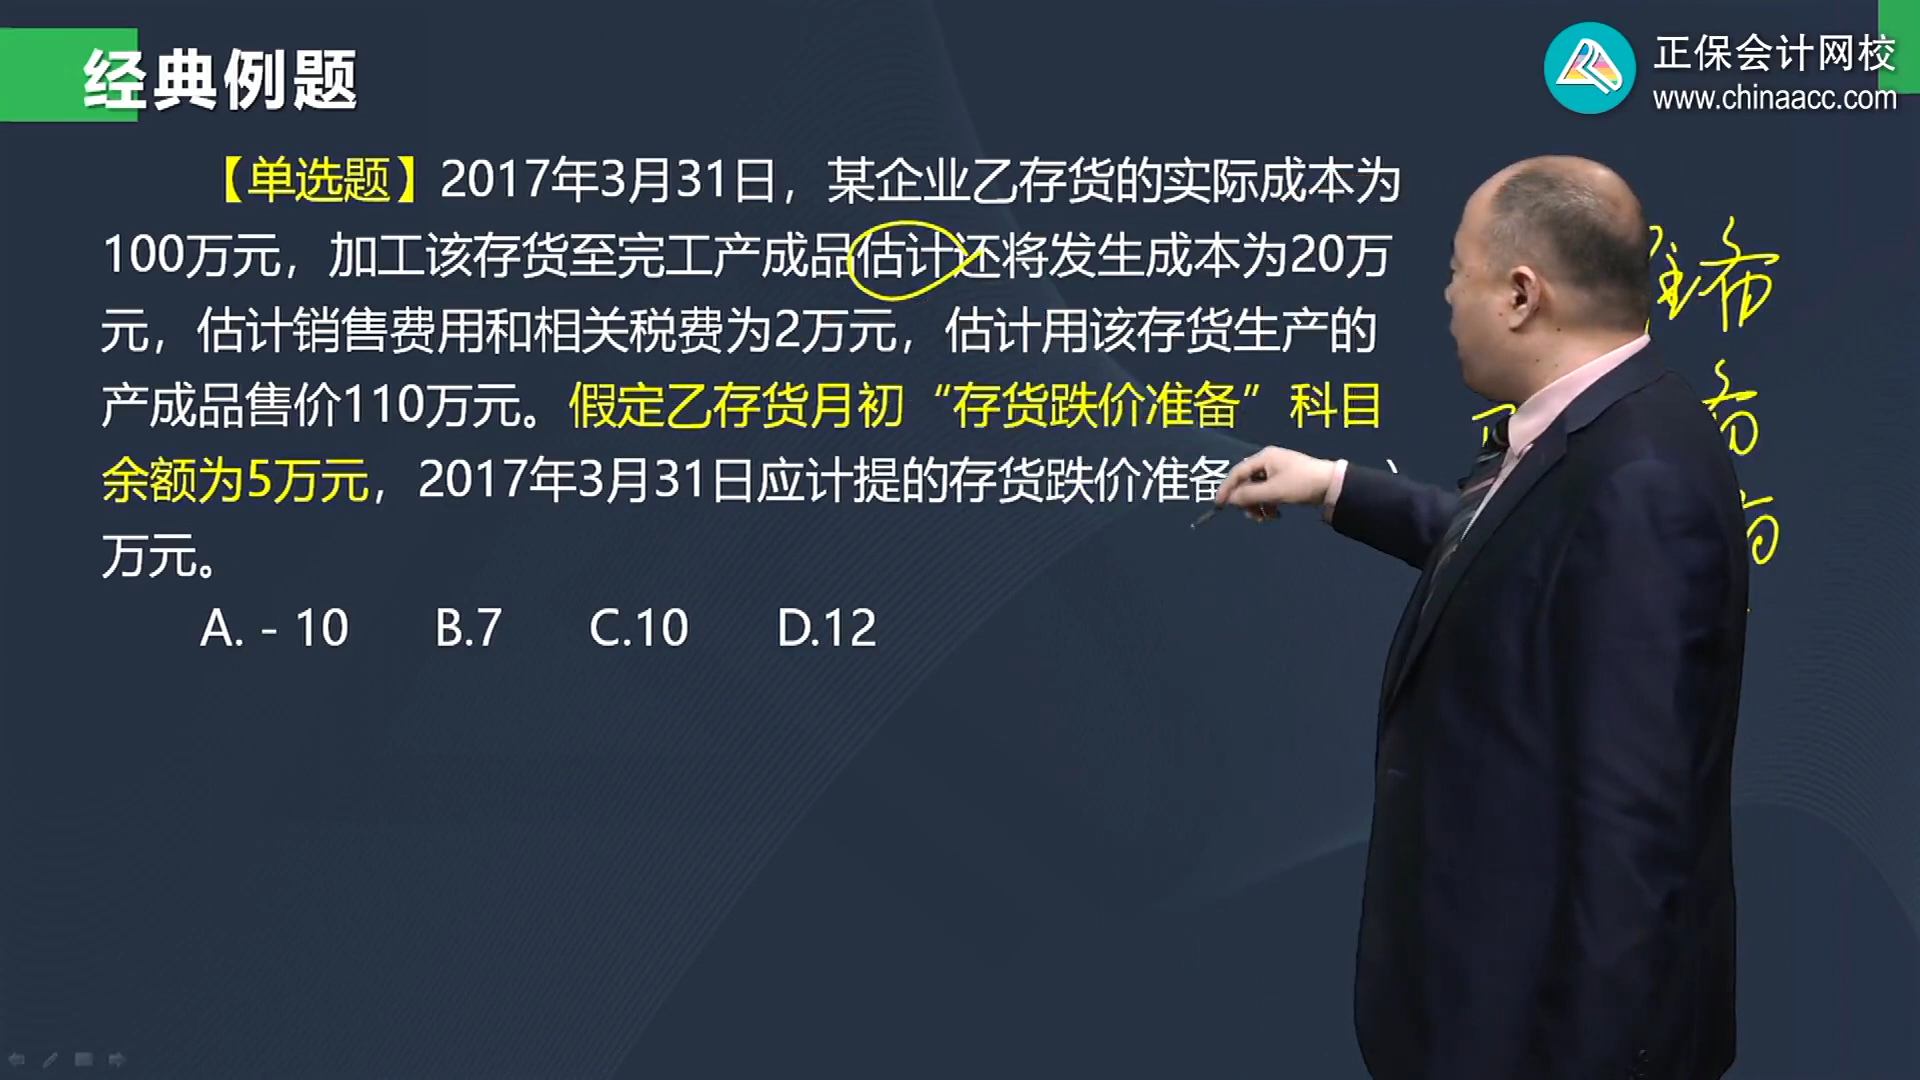 经典例题
正保会计网校
www.chinaacc.com
【单选题】2017年3月31日，某企业乙存货的实际成本为
100万元，加工该存货至完工产成品估计还将发生成本为20万
元，估计销售费用和相关税费为2万元，估计用该存货生产的
产成品售价110万元。假定乙存货月初“存货跌价准备”科目
余额为5万元，2017年3月31日应计提的存货跌价准备
万元。
A.－10 B.7 C.10 D.12